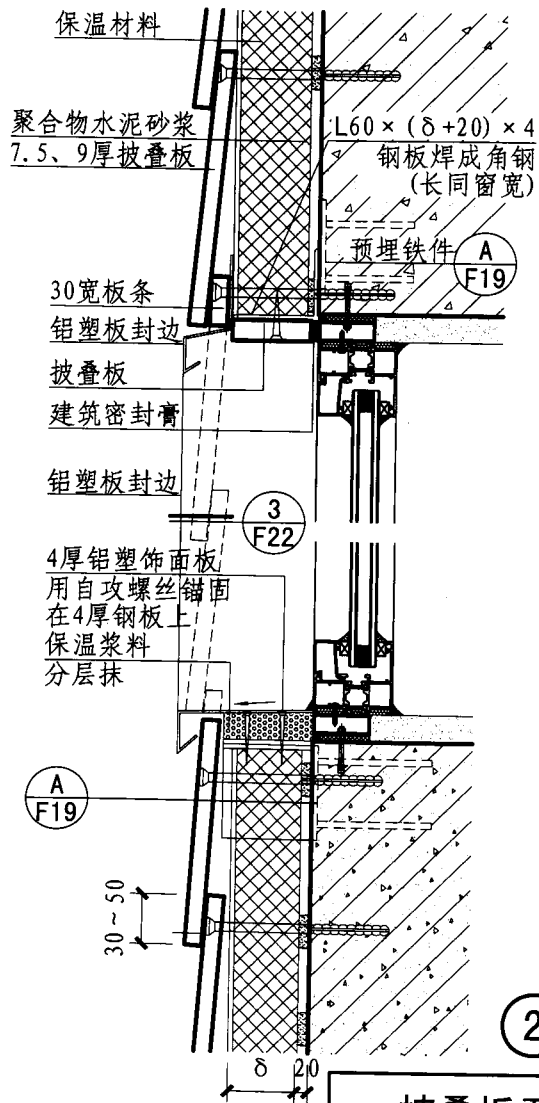 保温材料
聚合物水泥砂浆
7.5、9厚披叠板
L60×(δ+20)×4
钢板焊成角钢
(长同窗宽)
预埋铁件
A
F19
30宽板条
铝塑板封边
披叠板
建筑密封膏
铝塑板封边
3
F22
4厚铝塑饰面板
用自攻螺丝锚固
在4厚钢板上
保温浆料
分层抹
A
F19
30~50
δ 20
2